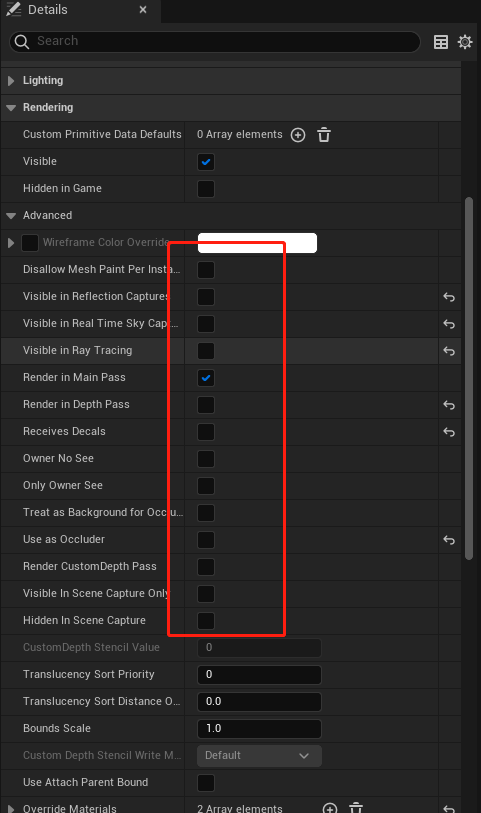 Details
Search
Lighting
Rendering
Custom Primitive Data Defaults 0 Array elements
Visible
Hidden in Game
Advanced
Wireframe Color Override
Disallow Mesh Paint Per Insta...
Visible in Reflection Captures
Visible in Real Time Sky Capt...
Visible in Ray Tracing
Render in Main Pass
Render in Depth Pass
Receives Decals
Owner No See
Only Owner See
Treat as Background for Occlu...
Use as Occluder
Render CustomDepth Pass
Visible In Scene Capture Only
Hidden In Scene Capture
CustomDepth Stencil Value 0
Translucency Sort Priority 0
Translucency Sort Distance O... 0.0
Bounds Scale 1.0
Custom Depth Stencil Write M... Default
Use Attach Parent Bound
Override Materials 2 Array elements